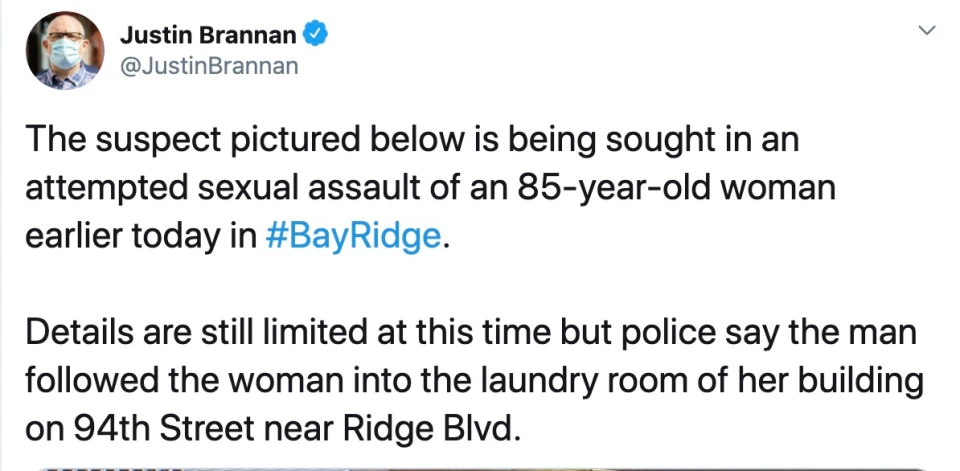 Justin Brannan
@JustinBrannan
The suspect pictured below is being sought in an
attempted sexual assault of an 85-year-old woman
earlier today in #BayRidge.
Details are still limited at this time but police say the man
followed the woman into the laundry room of her building
on 94th Street near Ridge Blvd.